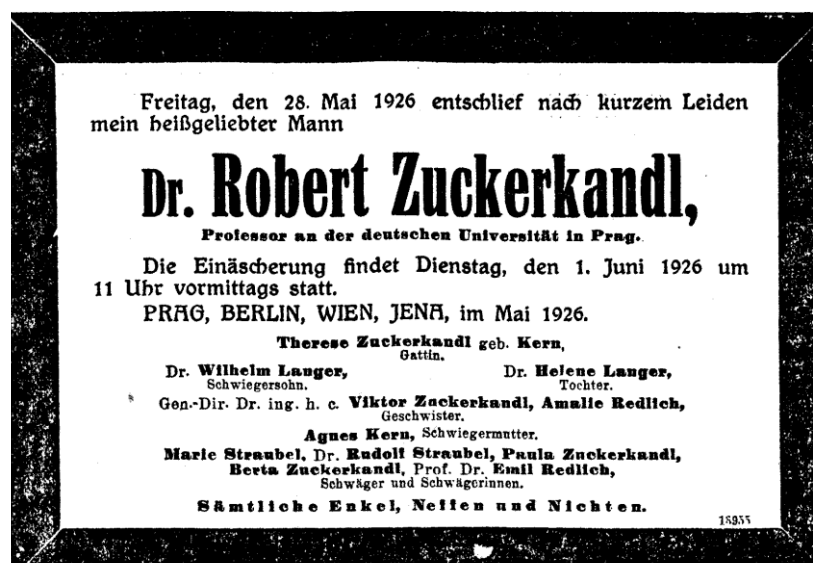 Freitag, den 28. Mai 1926 entschlief nach kurzem Leiden
mein heißgeliebter Mann
Dr. Robert Zuckerkandl,
Professor an der deutschen Universität in Prag.
Die Einäscherung findet Dienstag, den 1. Juni 1926 um
11 Uhr vormittags statt.
PRAG, BERLIN, WIEN, JENA, im Mai 1926.
Therese Zuckerkandl geb. Kern,
Gattin.
Dr. Wilhelm Langer, Dr. Helene Langer,
Schwiegersohn. Tochter.
Gen.-Dir. Dr. ing. h. c. Viktor Zuckerkandl, Amalie Redlich,
Geschwister.
Agnes Kern, Schwiegermutter.
Marie Straubel, Dr. Rudolf Straubel, Paula Zuckerkandl,
Berta Zuckerkandl, Prof. Dr. Emil Redlich,
Schwäger und Schwägerinnen.
Sämtliche Enkel, Neffen und Nichten.